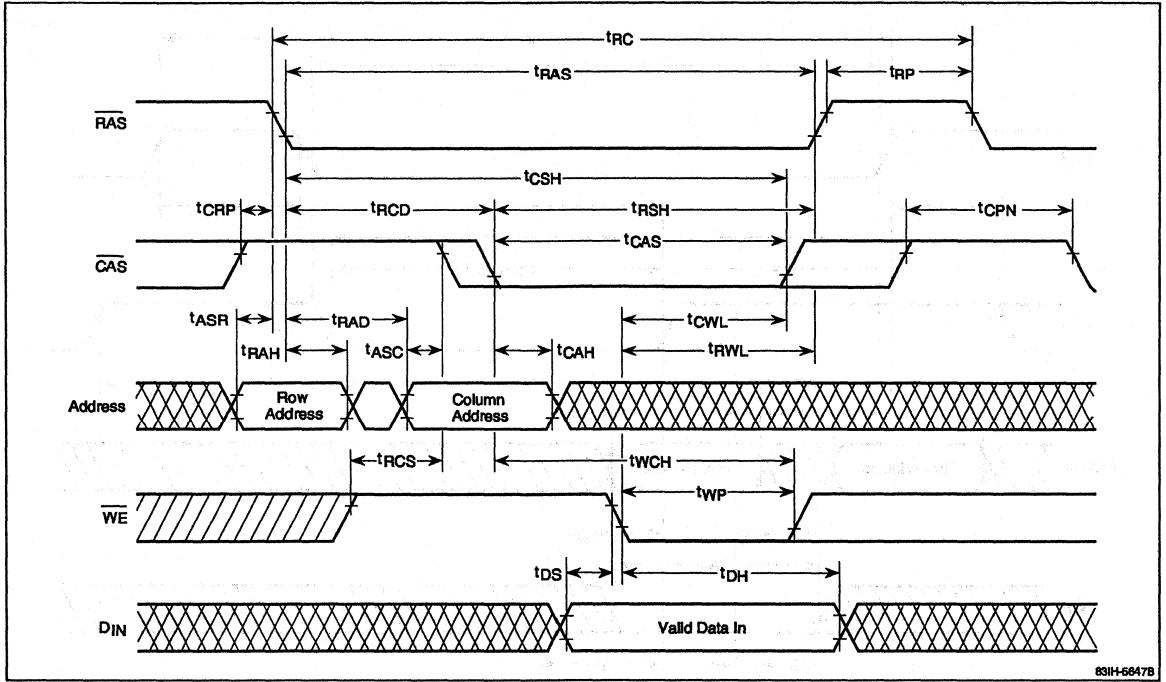 tRC
tRAS
tRP
RAS
tCSH
tCRP
tRCD
tRSH
tCPN
tCAS
CAS
tASR
tRAD
tCWL
tRAH
tASC
tCAH
tRWL
Address
Row
Address
Column
Address
tRCS
tWCH
tWP
WE
tDS
tDH
DIN
Valid Data In
83IH-5647B